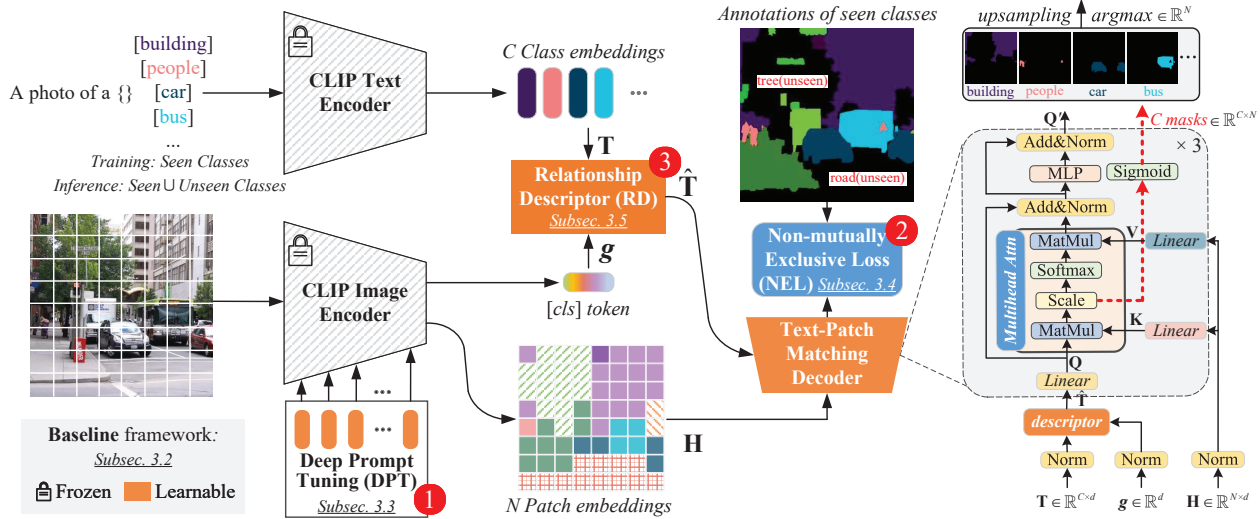 A photo of a {}
[building]
[people]
[car]
[bus]
...
Training: Seen Classes
Inference: Seen∪Unseen Classes
CLIP Text
Encoder
C Class embeddings
...
T
Relationship
Descriptor (RD)
Subsec. 3.5
3
T̂
g
[cls] token
CLIP Image
Encoder
...
...
Deep Prompt
Tuning (DPT)
Subsec. 3.3
1
Baseline framework:
Subsec. 3.2
Frozen
Learnable
N Patch embeddings
H
Annotations of seen classes
tree(unseen)
road(unseen)
Non-mutually
Exclusive Loss
(NEL) Subsec. 3.4
2
Text-Patch
Matching
Decoder
upsampling argmax ∈ ℝ^N
building people car bus
...
Q′
C masks ∈ ℝ^{C×N}
× 3
Add&Norm
MLP
Sigmoid
Add&Norm
Multihead Attn
MatMul
V
Linear
Softmax
Scale
MatMul
K
Linear
Q
Linear
T̂
descriptor
Norm
Norm
Norm
T ∈ ℝ^{C×d}
g ∈ ℝ^d
H ∈ ℝ^{N×d}